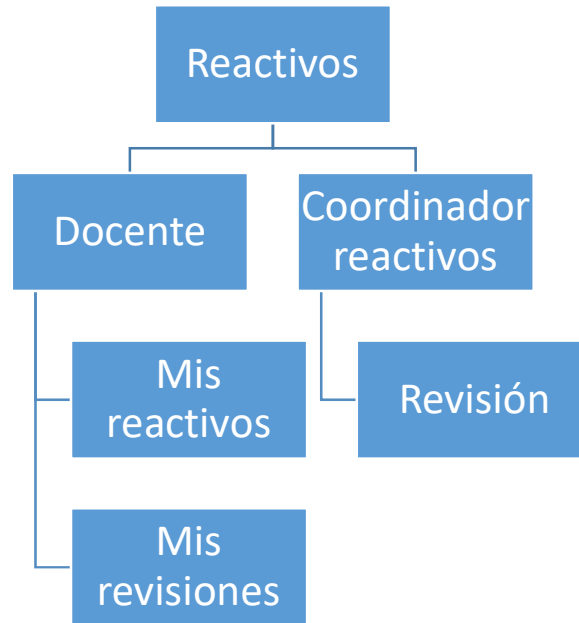 Reactivos
Docente
Coordinador
reactivos
Mis
reactivos
Revisión
Mis
revisiones